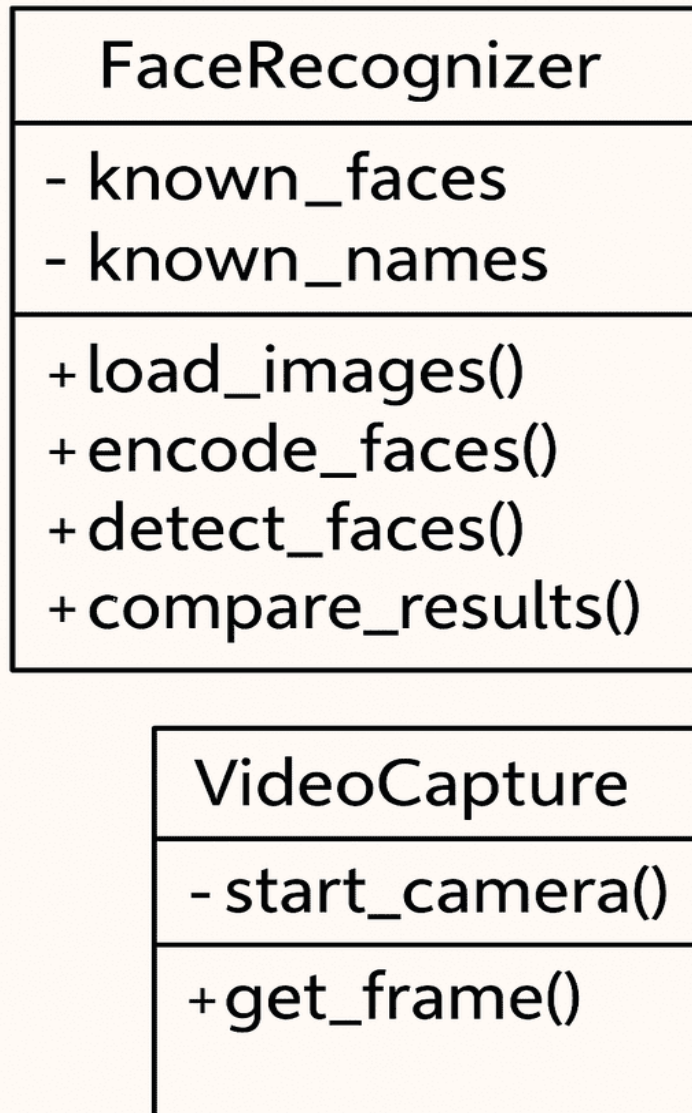 FaceRecognizer
- known_faces
- known_names
+ load_images()
+ encode_faces()
+ detect_faces()
+ compare_results()
VideoCapture
- start_camera()
+ get_frame()